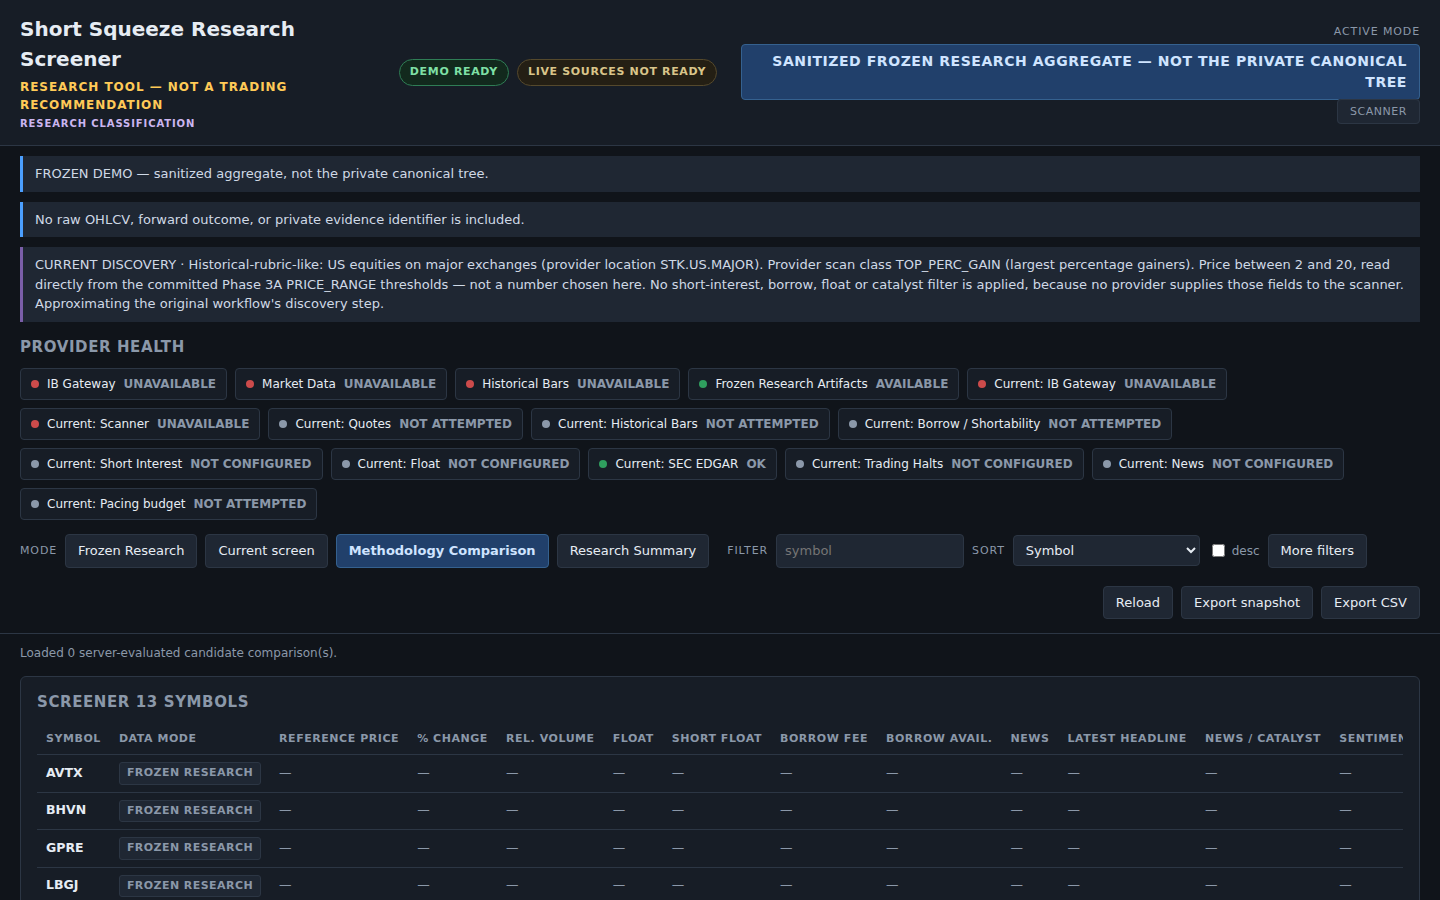 Short Squeeze Research
Screener
RESEARCH TOOL — NOT A TRADING
RECOMMENDATION
RESEARCH CLASSIFICATION
DEMO READY
LIVE SOURCES NOT READY
ACTIVE MODE
SANITIZED FROZEN RESEARCH AGGREGATE — NOT THE PRIVATE CANONICAL
TREE
SCANNER
FROZEN DEMO — sanitized aggregate, not the private canonical tree.
No raw OHLCV, forward outcome, or private evidence identifier is included.
CURRENT DISCOVERY · Historical-rubric-like: US equities on major exchanges (provider location STK.US.MAJOR). Provider scan class TOP_PERC_GAIN (largest percentage gainers). Price between 2 and 20, read
directly from the committed Phase 3A PRICE_RANGE thresholds — not a number chosen here. No short-interest, borrow, float or catalyst filter is applied, because no provider supplies those fields to the scanner.
Approximating the original workflow's discovery step.
PROVIDER HEALTH
IB Gateway UNAVAILABLE Market Data UNAVAILABLE Historical Bars UNAVAILABLE Frozen Research Artifacts AVAILABLE Current: IB Gateway UNAVAILABLE
Current: Scanner UNAVAILABLE Current: Quotes NOT ATTEMPTED Current: Historical Bars NOT ATTEMPTED Current: Borrow / Shortability NOT ATTEMPTED
Current: Short Interest NOT CONFIGURED Current: Float NOT CONFIGURED Current: SEC EDGAR OK Current: Trading Halts NOT CONFIGURED Current: News NOT CONFIGURED
Current: Pacing budget NOT ATTEMPTED
MODE Frozen Research Current screen Methodology Comparison Research Summary FILTER symbol SORT Symbol desc More filters
Reload Export snapshot Export CSV
Loaded 0 server-evaluated candidate comparison(s).
SCREENER 13 SYMBOLS
SYMBOL DATA MODE REFERENCE PRICE % CHANGE REL. VOLUME FLOAT SHORT FLOAT BORROW FEE BORROW AVAIL. NEWS LATEST HEADLINE NEWS / CATALYST SENTIMEN
AVTX FROZEN RESEARCH — — — — — — — — — — —
BHVN FROZEN RESEARCH — — — — — — — — — — —
GPRE FROZEN RESEARCH — — — — — — — — — — —
LBGJ FROZEN RESEARCH — — — — — — — — — — —